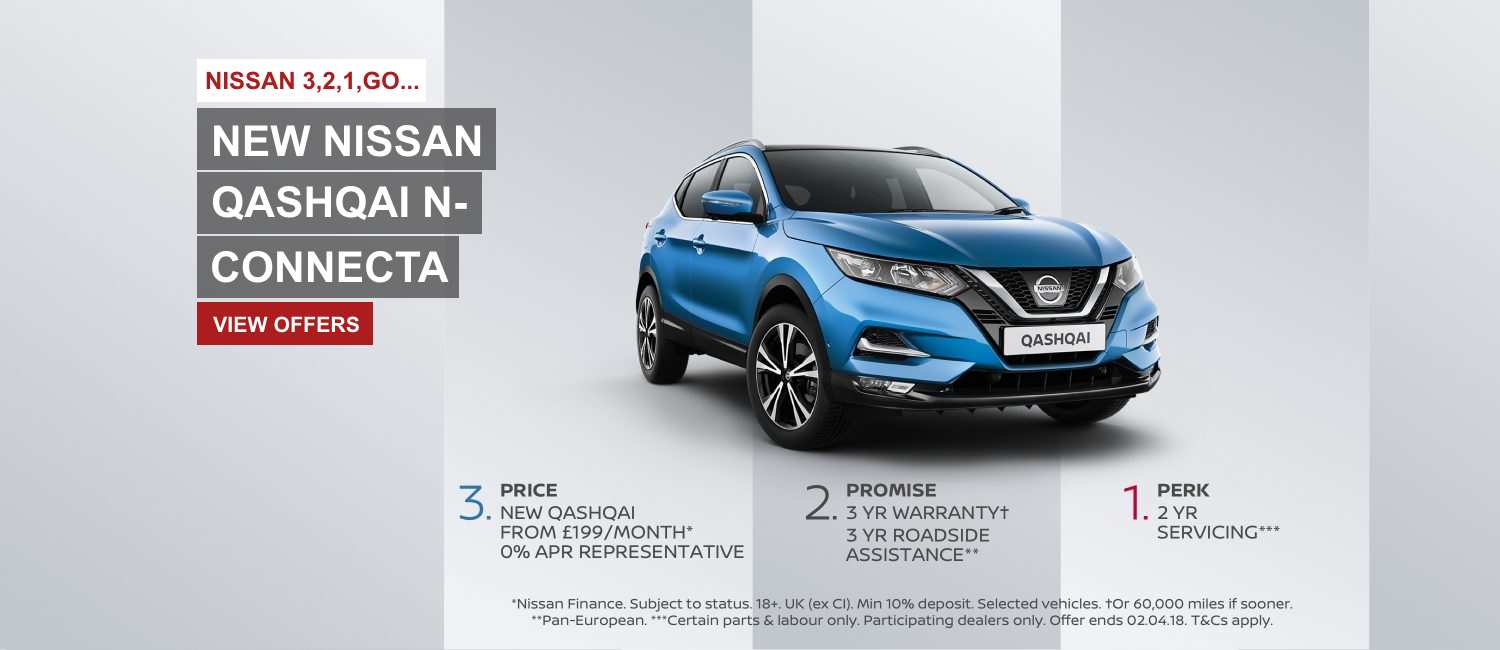 NISSAN 3,2,1,GO...
NEW NISSAN
QASHQAI N-
CONNECTA
VIEW OFFERS
NISSAN
QASHQAI
3. PRICE
NEW QASHQAI
FROM £199/MONTH*
0% APR REPRESENTATIVE
2. PROMISE
3 YR WARRANTY†
3 YR ROADSIDE
ASSISTANCE**
1. PERK
2 YR
SERVICING***
*Nissan Finance. Subject to status. 18+. UK (ex CI). Min 10% deposit. Selected vehicles. †Or 60,000 miles if sooner.
**Pan-European. ***Certain parts & labour only. Participating dealers only. Offer ends 02.04.18. T&Cs apply.